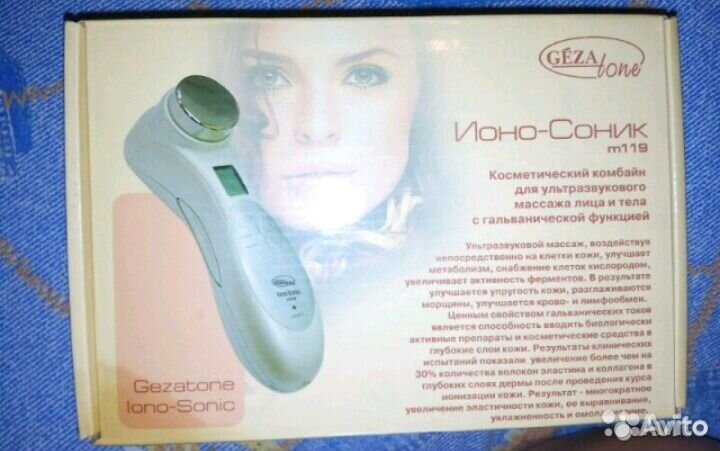 GÉZAtone
Ионо-Соник
m119
Косметический комбайн
для ультразвукового
массажа лица и тела
с гальванической функцией
Ультразвуковой массаж, воздействуя
непосредственно на клетки кожи, улучшает
метаболизм, снабжение клеток кислородом,
увеличивает активность ферментов. В результате
улучшается упругость кожи, разглаживаются
морщины, улучшается крово- и лимфообмен.
Ценным свойством гальванических токов
является способность вводить биологически
активные препараты и косметические средства в
глубокие слои кожи. Результаты клинических
испытаний показали увеличение более чем на
30% количества волокон эластина и коллагена в
глубоких слоях дермы после проведения курса
ионизации кожи. Результат - многократное
увеличение эластичности кожи, ее выравнивание,
увлажненность и
Gezatone
Iono-Sonic
Avito